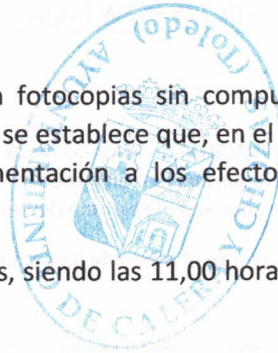 fotocopias sin compu
se establece que, en el
mentación a los efecto
s, siendo las 11,00 hora
AYUNTAMIENTO DE CALERA Y CHOZAS
(Toledo)